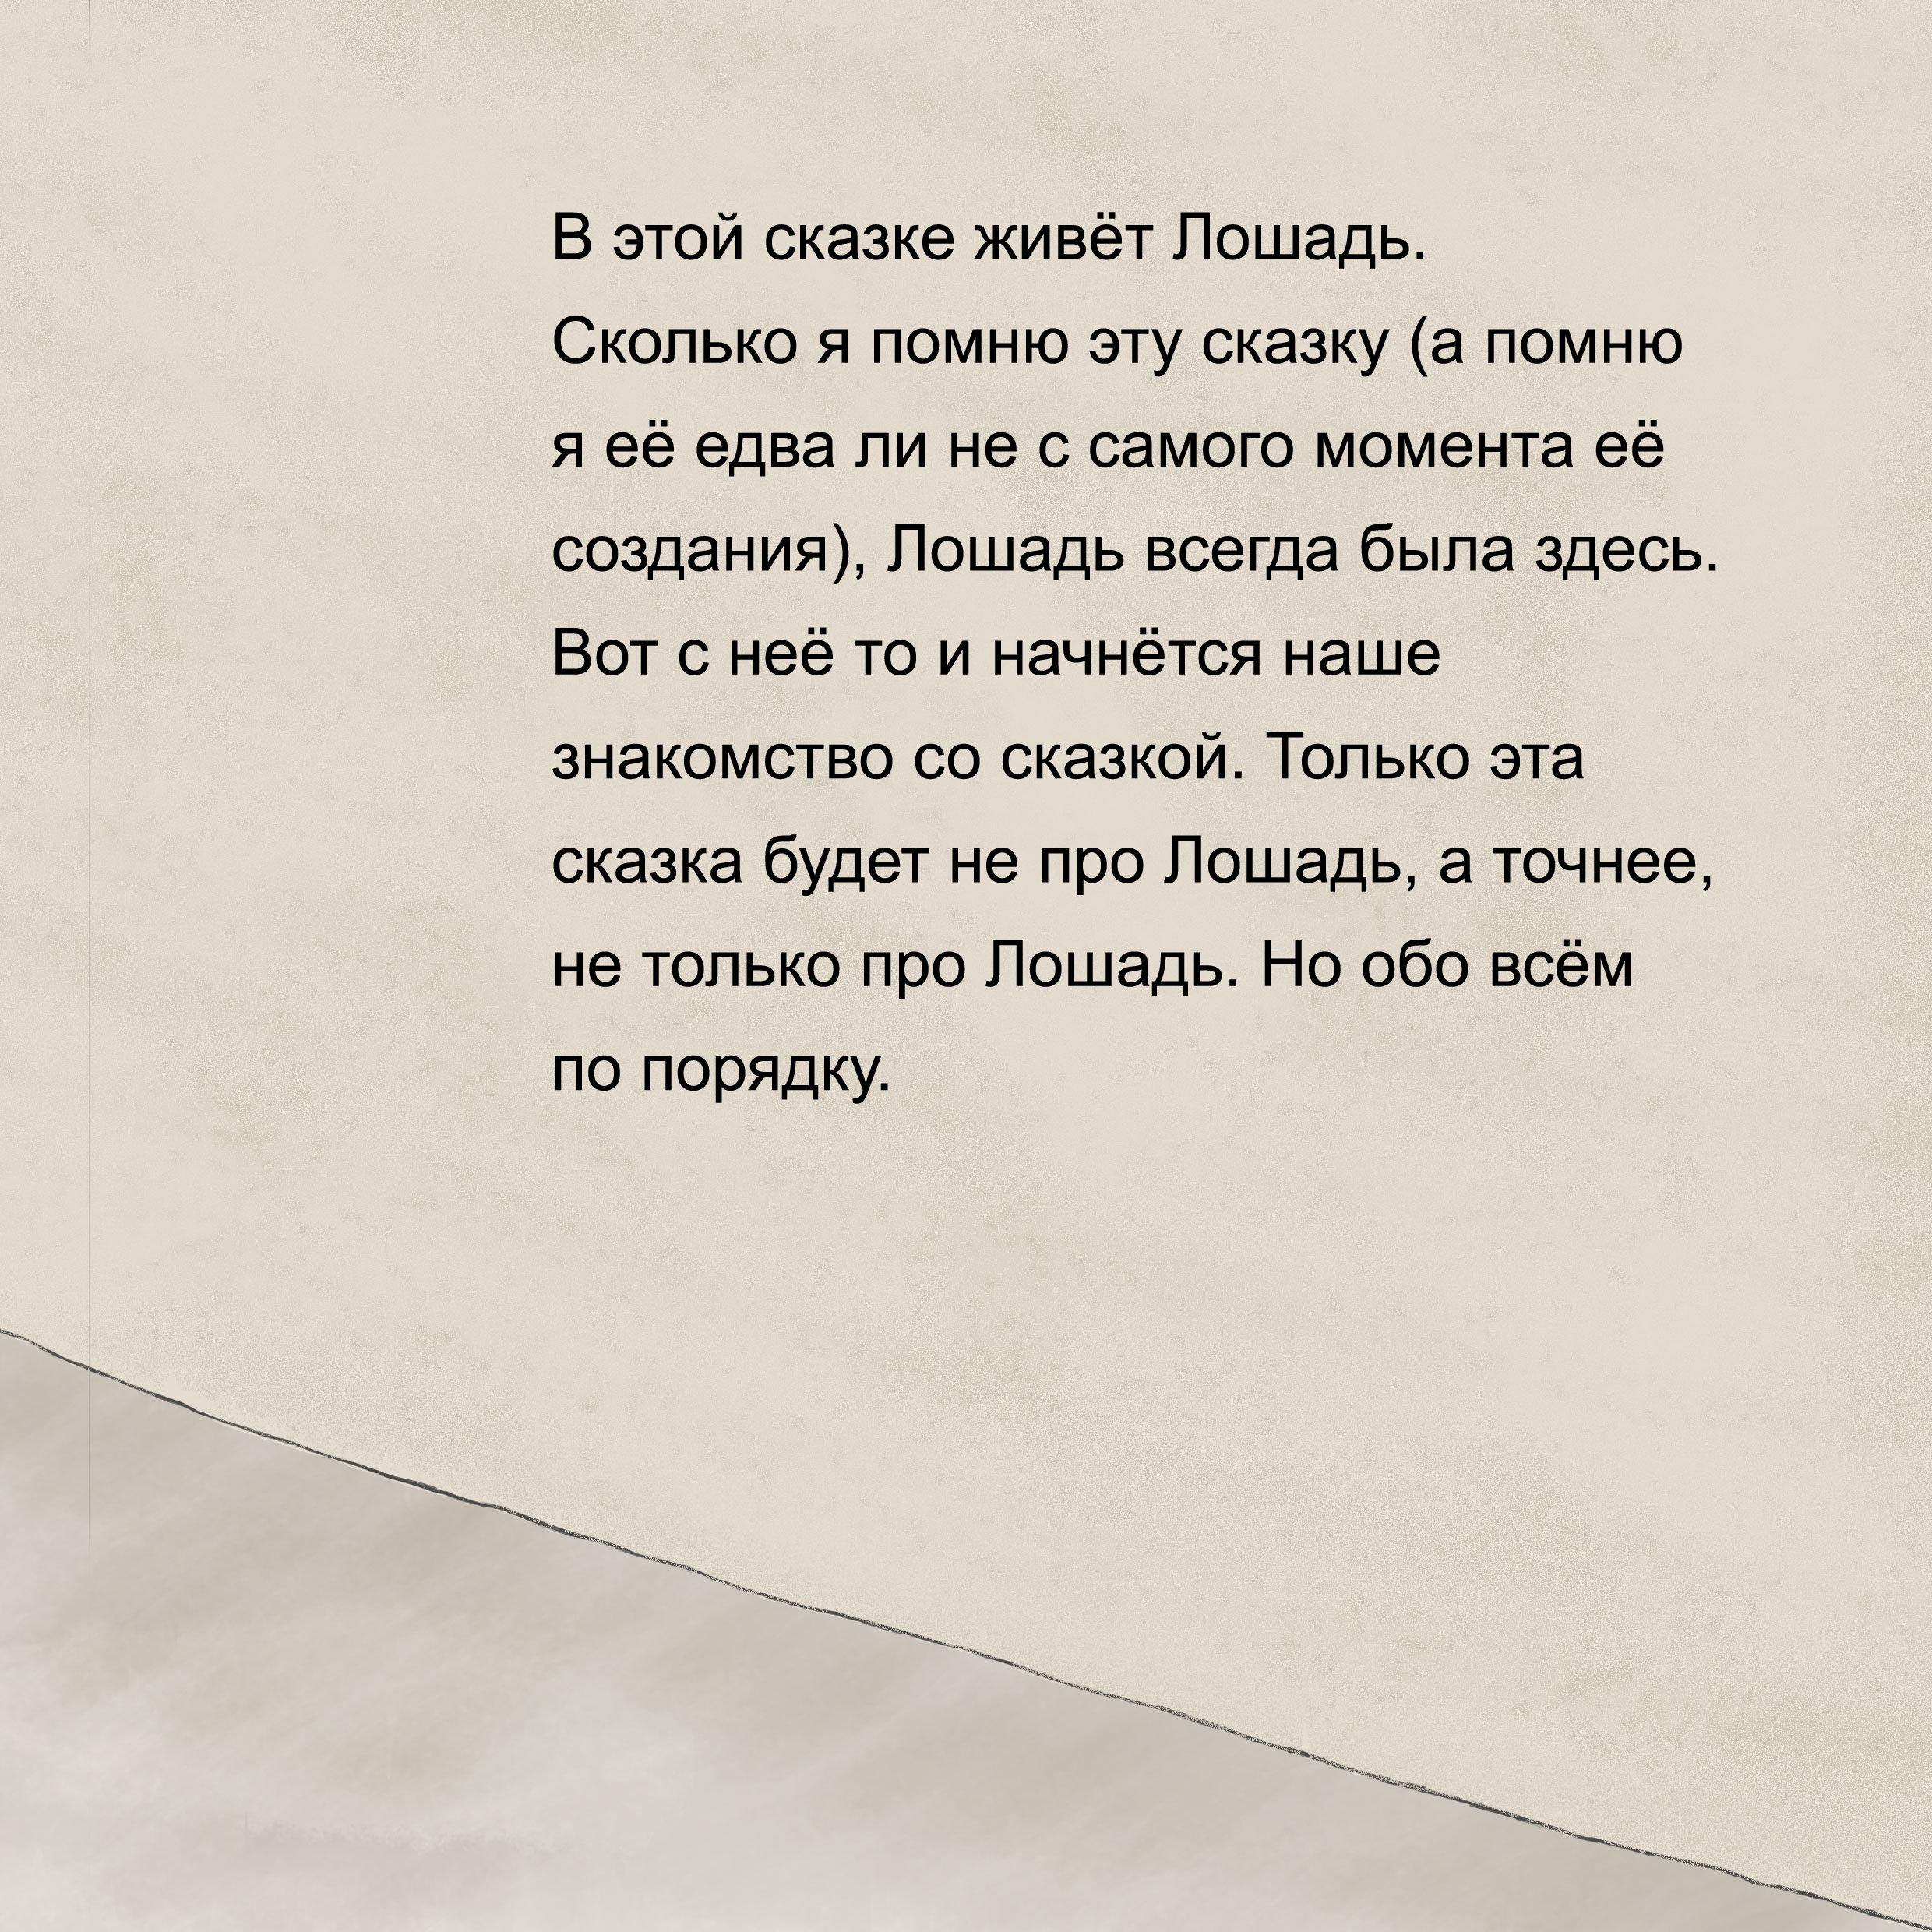 В этой сказке живёт Лошадь.
Сколько я помню эту сказку (а помню
я её едва ли не с самого момента её
создания), Лошадь всегда была здесь.
Вот с неё то и начнётся наше
знакомство со сказкой. Только эта
сказка будет не про Лошадь, а точнее,
не только про Лошадь. Но обо всём
по порядку.